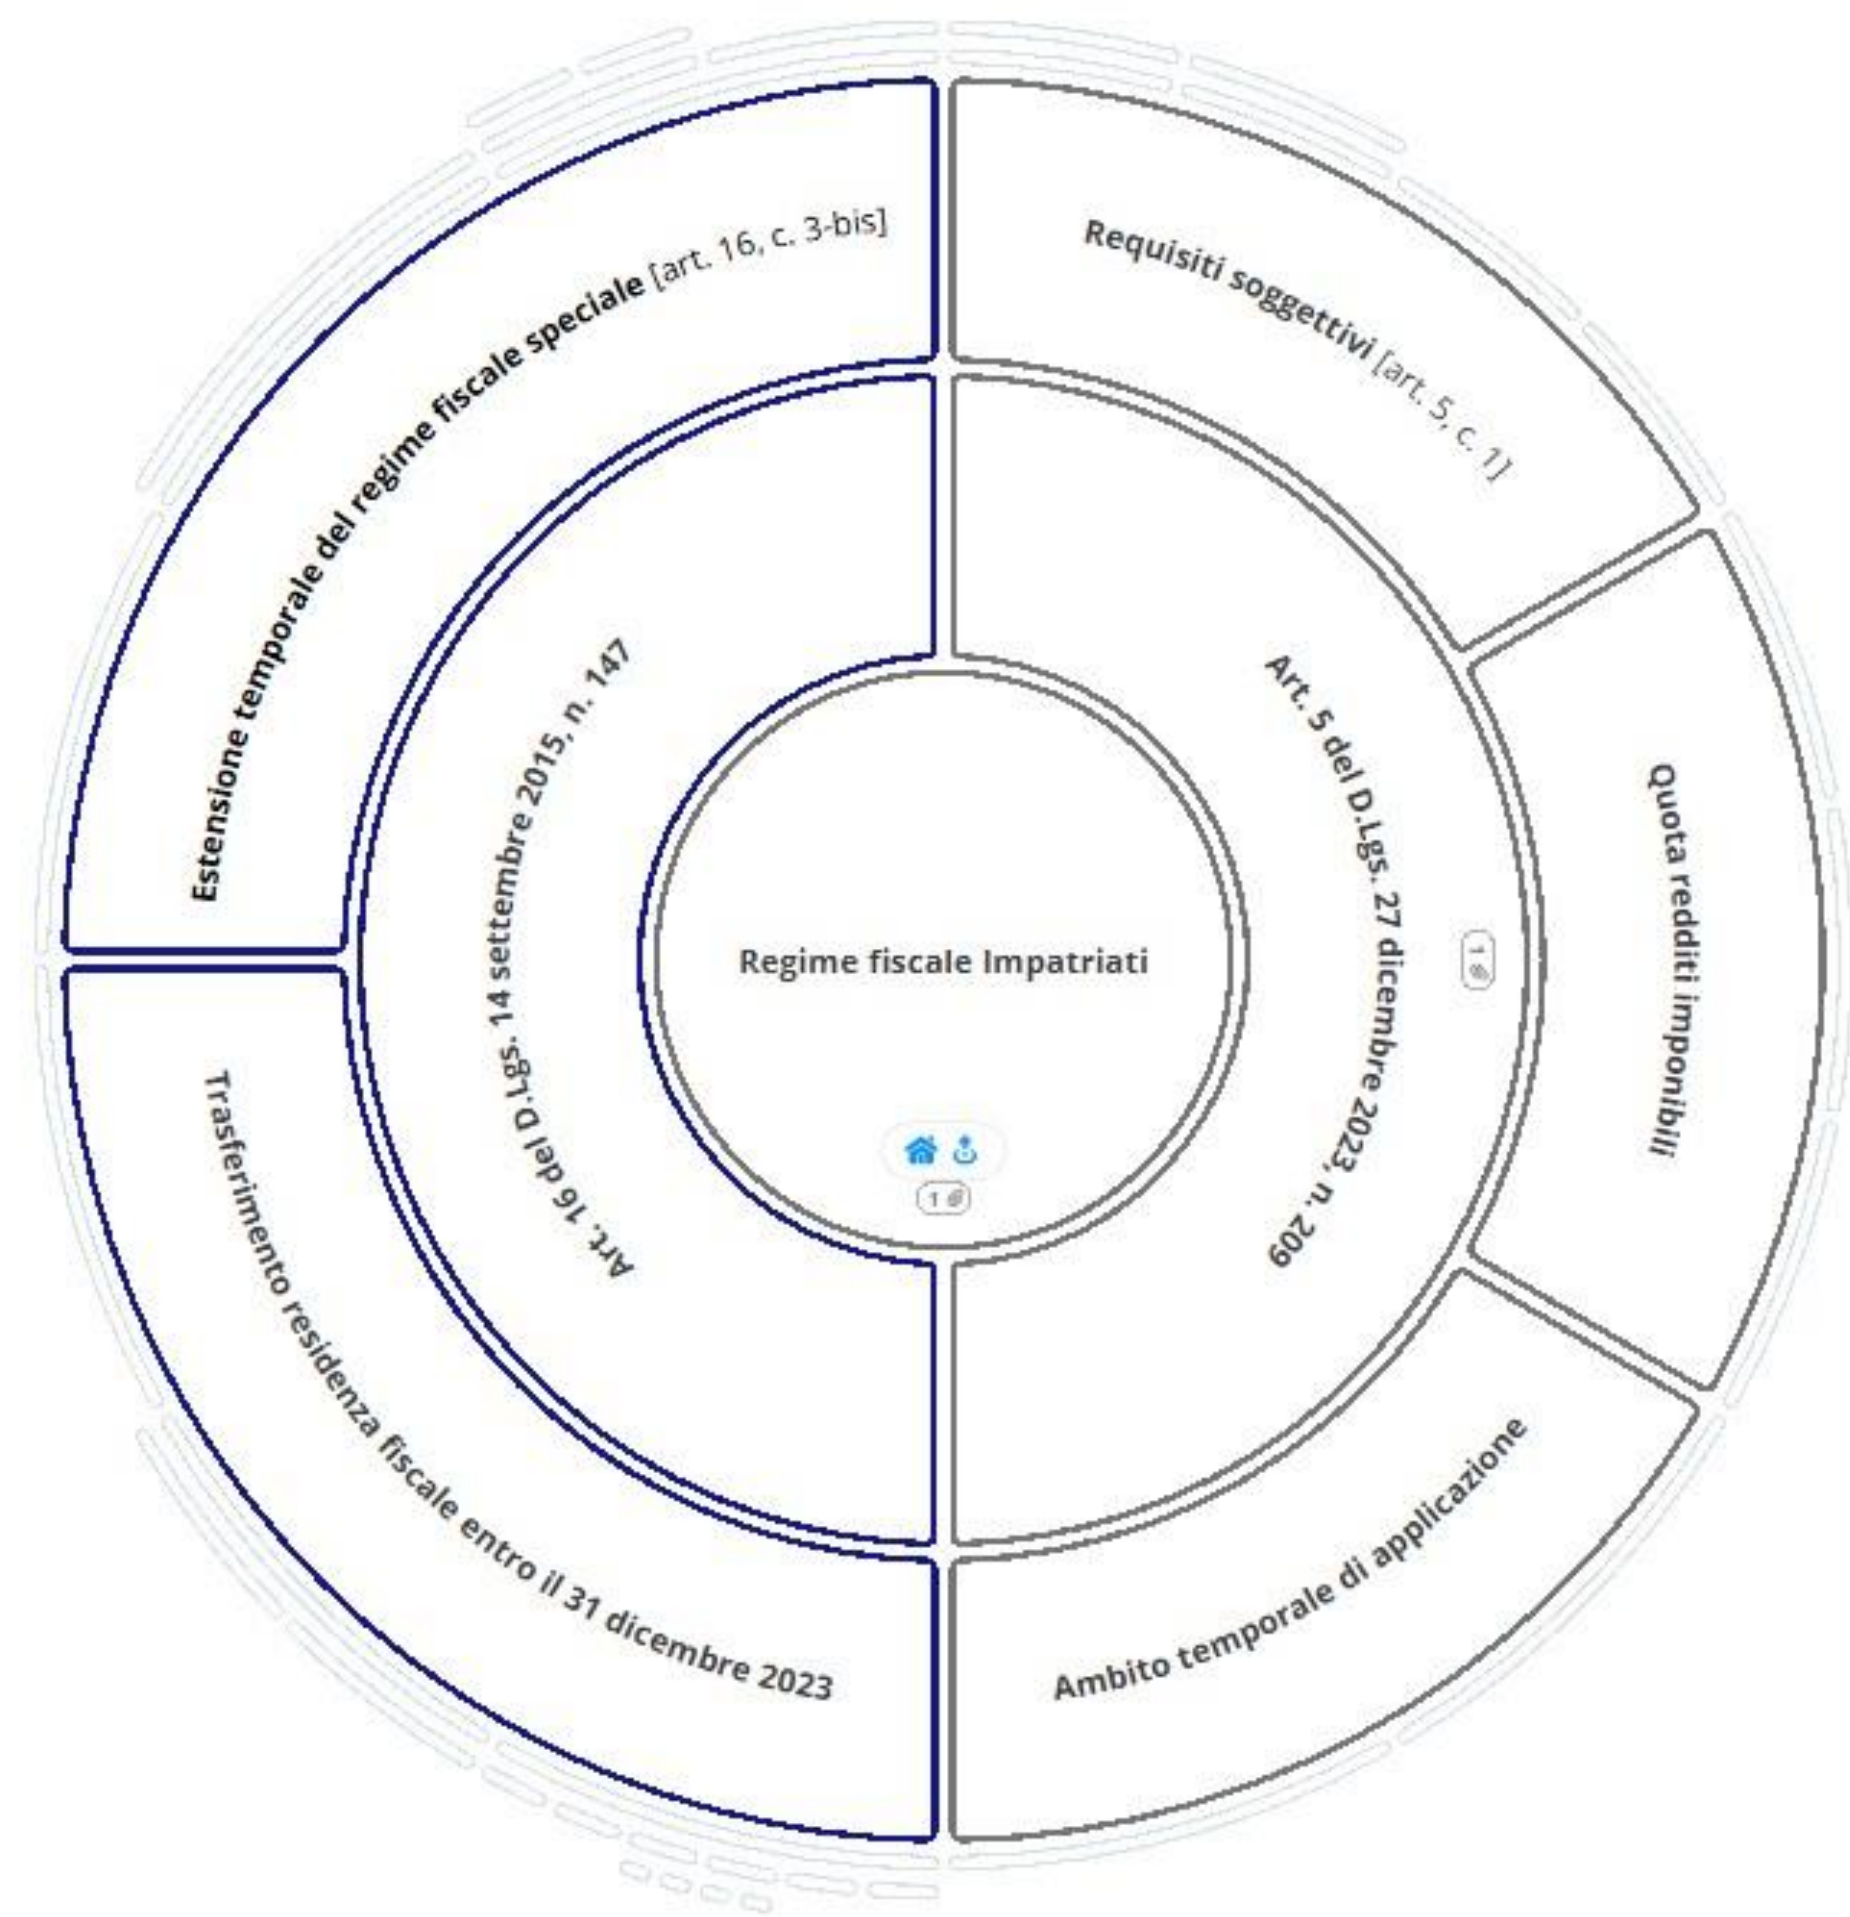 Regime fiscale Impatriati
1
Art. 5 del D.Lgs. 27 dicembre 2023, n. 209
1
Requisiti soggettivi [art. 5, c. 1]
Quota redditi imponibili
Ambito temporale di applicazione
Art. 16 del D.Lgs. 14 settembre 2015, n. 147
Trasferimento residenza fiscale entro il 31 dicembre 2023
Estensione temporale del regime fiscale speciale [art. 16, c. 3-bis]